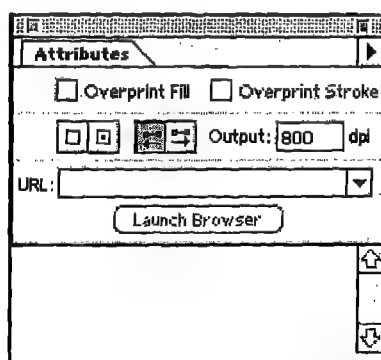 Attributes
Overprint Fill Overprint Stroke
Output: 800 dpi
URL:
Launch Browser